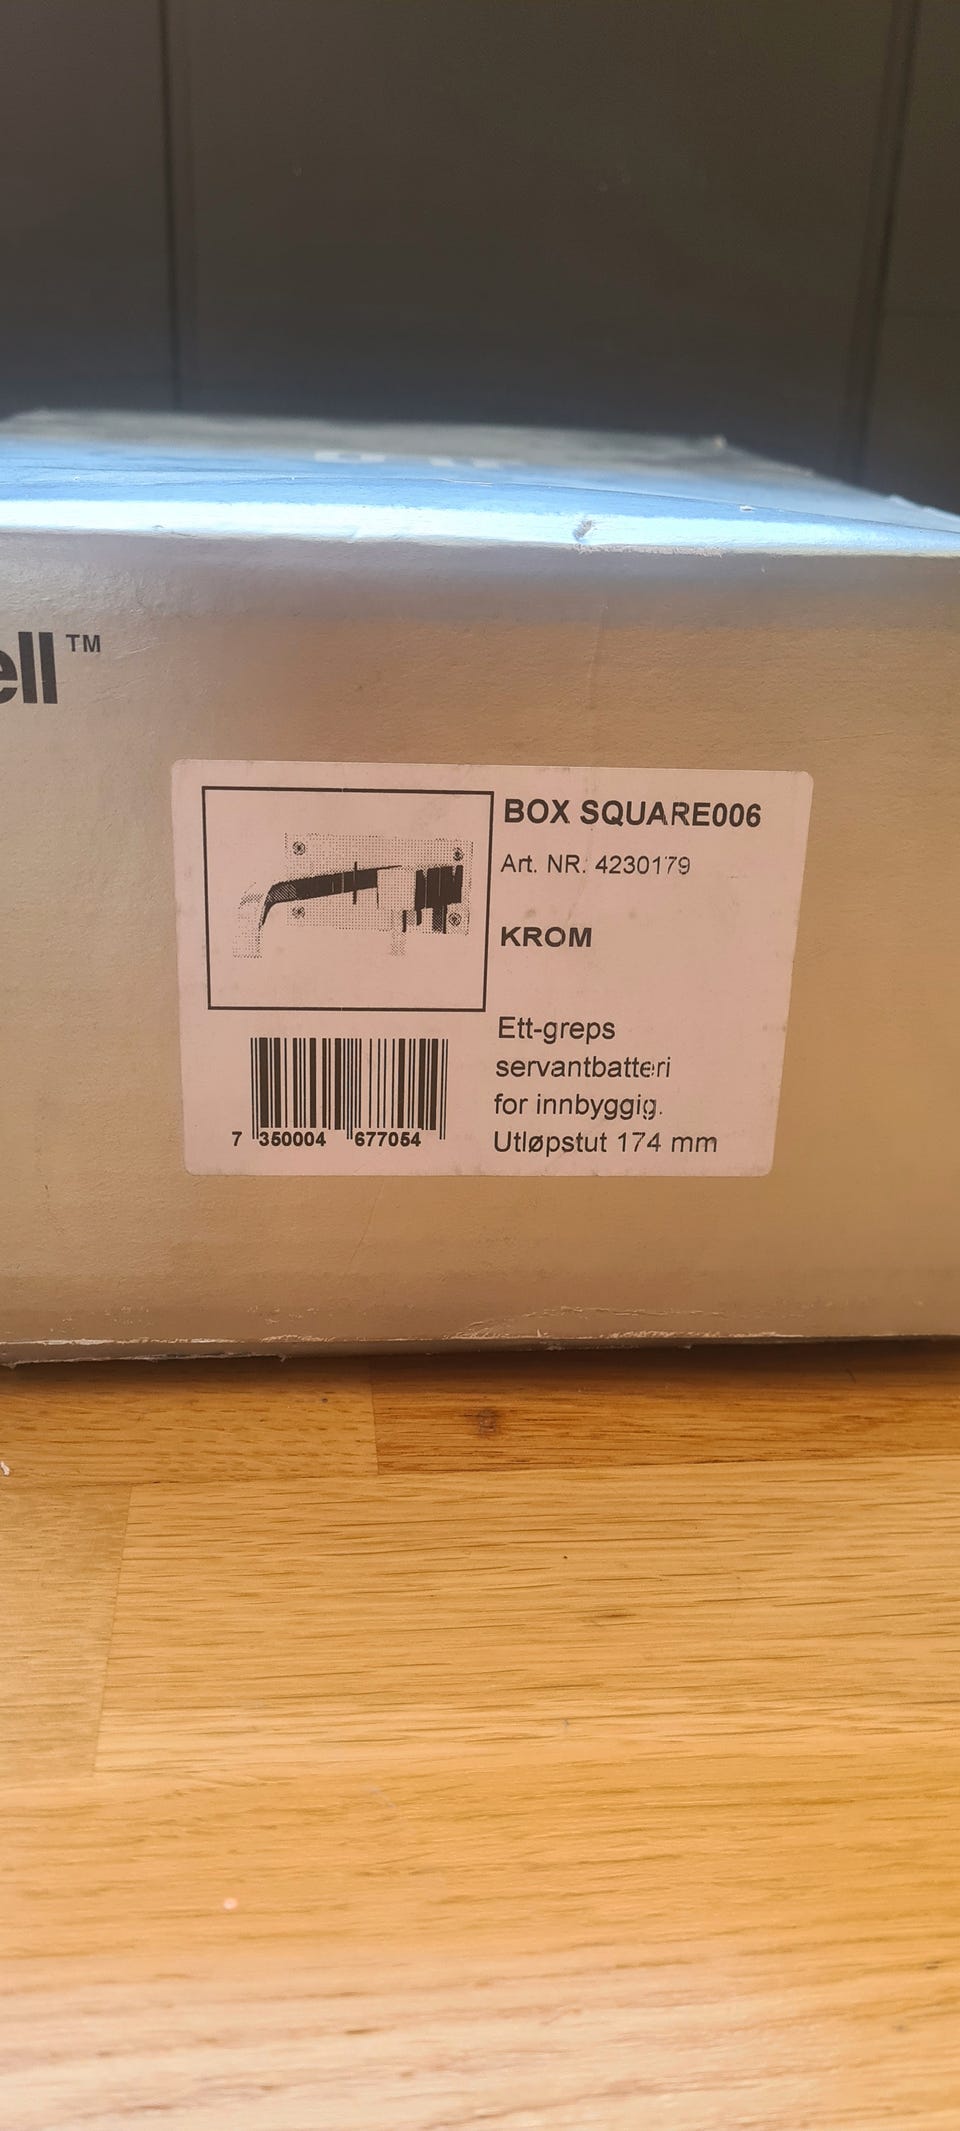 ell™
BOX SQUARE006
Art. NR. 4230179
KROM
Ett-greps
servantbatteri
for innbyggig.
Utløpstut 174 mm
7 350004 677054